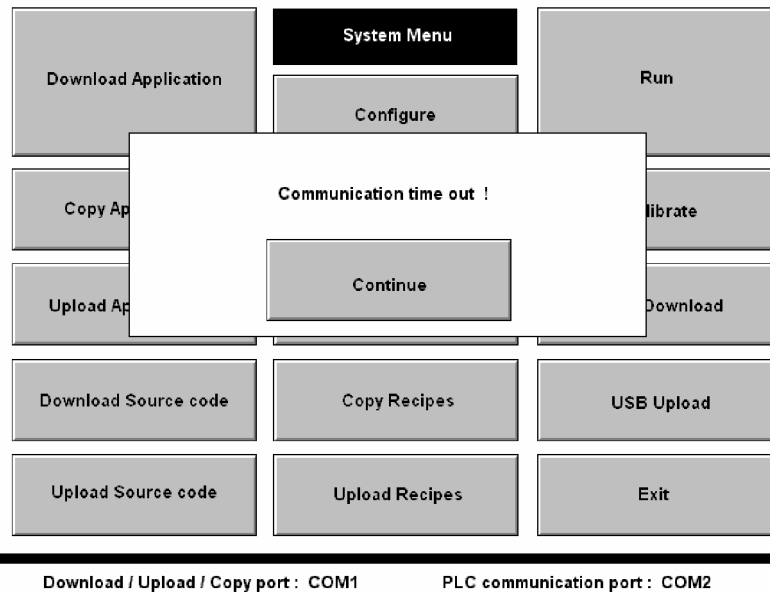 System Menu
Download Application
Run
Configure
Communication time out !
Copy Ap
librate
Continue
Upload Ap
Download
Download Source code
Copy Recipes
USB Upload
Upload Source code
Upload Recipes
Exit
Download / Upload / Copy port : COM1
PLC communication port : COM2